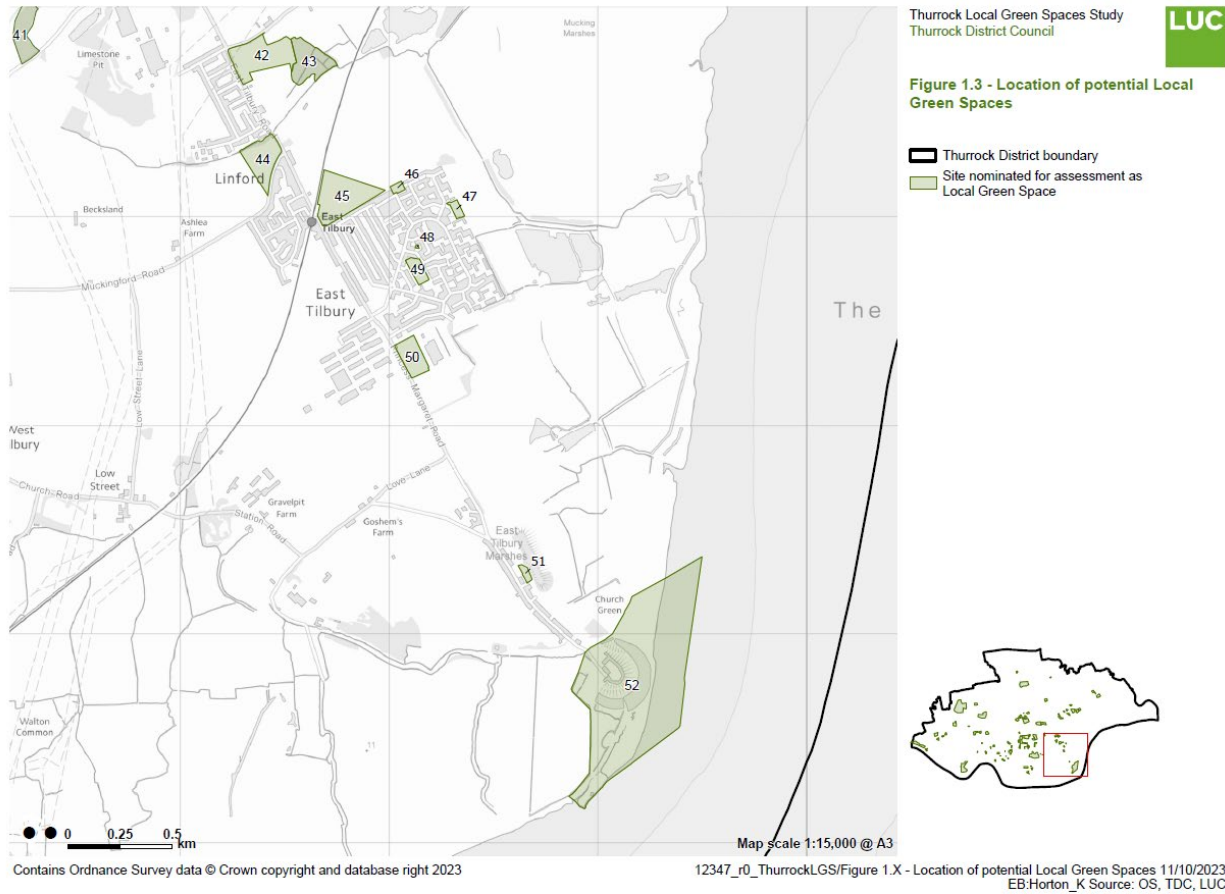 Thurrock Local Green Spaces Study
Thurrock District Council
LUC
Figure 1.3 - Location of potential Local
Green Spaces
Thurrock District boundary
Site nominated for assessment as
Local Green Space
Mucking
Marshes
41
Limestone
Pit
42
43
44
Linford
45
46
47
Becksland
Ashlea
Farm
East
Tilbury
48
49
Muckingford Road
East
Tilbury
The
50
Princess Margaret Road
Low Street Lane
West
lbury
Low
Street
Church Road
Station Road
Gravelpit
Farm
Love Lane
Goshem's
Farm
East
Tilbury
Marshes
51
Church
Green
52
Walton
Common
11
0 0.25 0.5
km
Map scale 1:15,000 @ A3
Contains Ordnance Survey data © Crown copyright and database right 2023
12347_r0_ThurrockLGS/Figure 1.X - Location of potential Local Green Spaces 11/10/2023
EB:Horton_K Source: OS, TDC, LUC